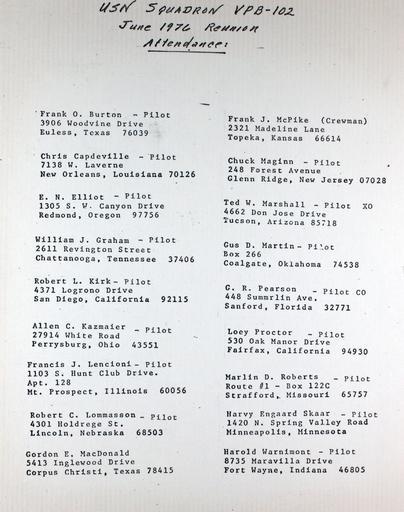 USN SQUADRON VPB-102
June 1976 Reunion
Attendance:
Frank O. Burton - Pilot
3906 Woodvine Drive
Euless, Texas 76039
Chris Capdeville - Pilot
7138 W. Laverne
New Orleans, Louisiana 70126
E. N. Elliot - Pilot
1305 S. W. Canyon Drive
Redmond, Oregon 97756
William J. Graham - Pilot
2611 Revington Street
Chattanooga, Tennessee 37406
Robert L. Kirk - Pilot
4371 Logrono Drive
San Diego, California 92115
Allen C. Kazmaier - Pilot
27914 White Road
Perrysburg, Ohio 43551
Francis J. Lencioni - Pilot
1103 S. Hunt Club Drive.
Apt. 128
Mt. Prospect, Illinois 60056
Robert C. Lommasson - Pilot
4301 Holdrege St.
Lincoln, Nebraska 68503
Gordon E. MacDonald
5413 Inglewood Drive
Corpus Christi, Texas 78415
Frank J. McPike (Crewman)
2321 Madeline Lane
Topeka, Kansas 66614
Chuck Maginn - Pilot
248 Forest Avenue
Glenn Ridge, New Jersey 07028
Ted W. Marshall - Pilot XO
4662 Don Jose Drive
Tucson, Arizona 85718
Gus D. Martin - Pilot
Box 266
Coalgate, Oklahoma 74538
G. R. Pearson - Pilot CO
448 Summrlin Ave.
Sanford, Florida 32771
Loey Proctor - Pilot
530 Oak Manor Drive
Fairfax, California 94930
Marlin D. Roberts - Pilot
Route #1 - Box 122C
Strafford, Missouri 65757
Harvy Engaard Skaar - Pilot
1420 N. Spring Valley Road
Minneapolis, Minnesota
Harold Warnimont - Pilot
8735 Maravilla Drive
Fort Wayne, Indiana 46805